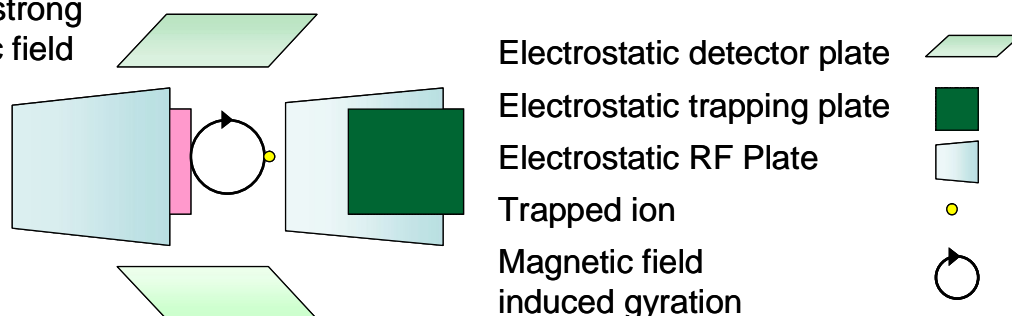 strong
field
Electrostatic detector plate
Electrostatic trapping plate
Electrostatic RF Plate
Trapped ion
Magnetic field
induced gyration